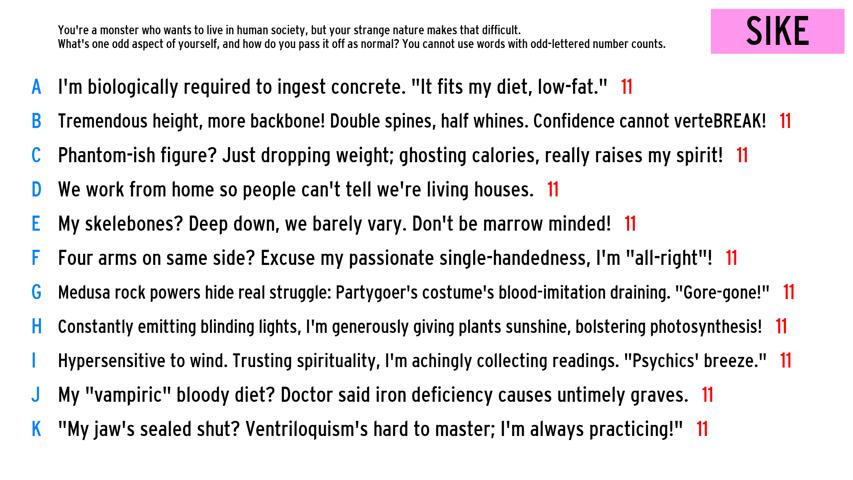 You're a monster who wants to live in human society, but your strange nature makes that difficult.
What's one odd aspect of yourself, and how do you pass it off as normal? You cannot use words with odd-lettered number counts.
SIKE
A I'm biologically required to ingest concrete. "It fits my diet, low-fat." 11
B Tremendous height, more backbone! Double spines, half whines. Confidence cannot verteBREAK! 11
C Phantom-ish figure? Just dropping weight; ghosting calories, really raises my spirit! 11
D We work from home so people can't tell we're living houses. 11
E My skelebones? Deep down, we barely vary. Don't be marrow minded! 11
F Four arms on same side? Excuse my passionate single-handedness, I'm "all-right"! 11
G Medusa rock powers hide real struggle: Partygoer's costume's blood-imitation draining. "Gore-gone!" 11
H Constantly emitting blinding lights, I'm generously giving plants sunshine, bolstering photosynthesis! 11
I Hypersensitive to wind. Trusting spirituality, I'm achingly collecting readings. "Psychics' breeze." 11
J My "vampiric" bloody diet? Doctor said iron deficiency causes untimely graves. 11
K "My jaw's sealed shut? Ventriloquism's hard to master; I'm always practicing!" 11